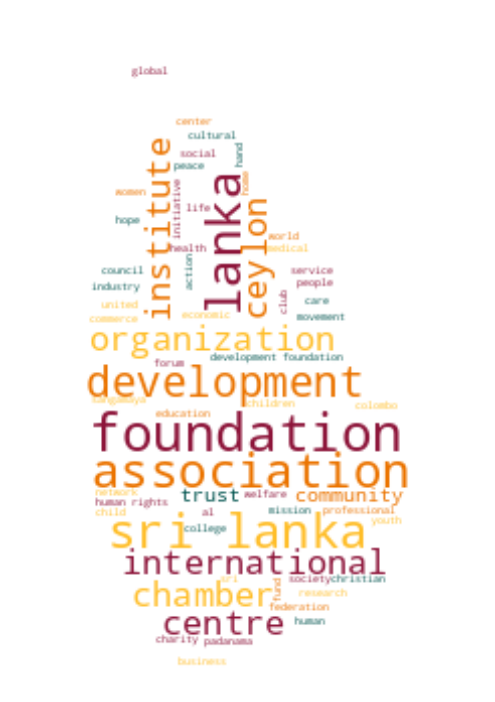 global
center
cultural
social
hand
peace
institute
lanka
home
women
initiative
life
ceylon
hope
world
health
medical
action
council
service
industry
people
club
care
united
economic
commerce
movement
organization
development foundation
forum
development
sangamaya
children
colombo
education
foundation
association
network
trust
welfare
community
human rights
child
al
mission
professional
sri lanka
youth
college
international
sri
society
christian
chamber
fund
research
federation
centre
human
charity
padanama
business